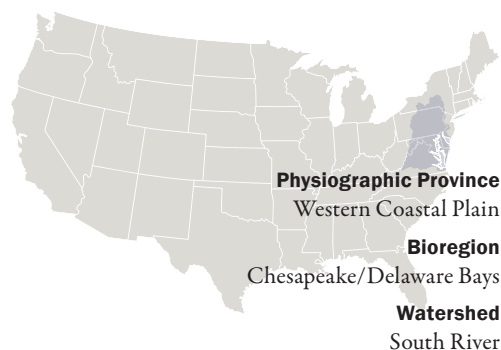 Physiographic Province
Western Coastal Plain
Bioregion
Chesapeake/Delaware Bays
Watershed
South River